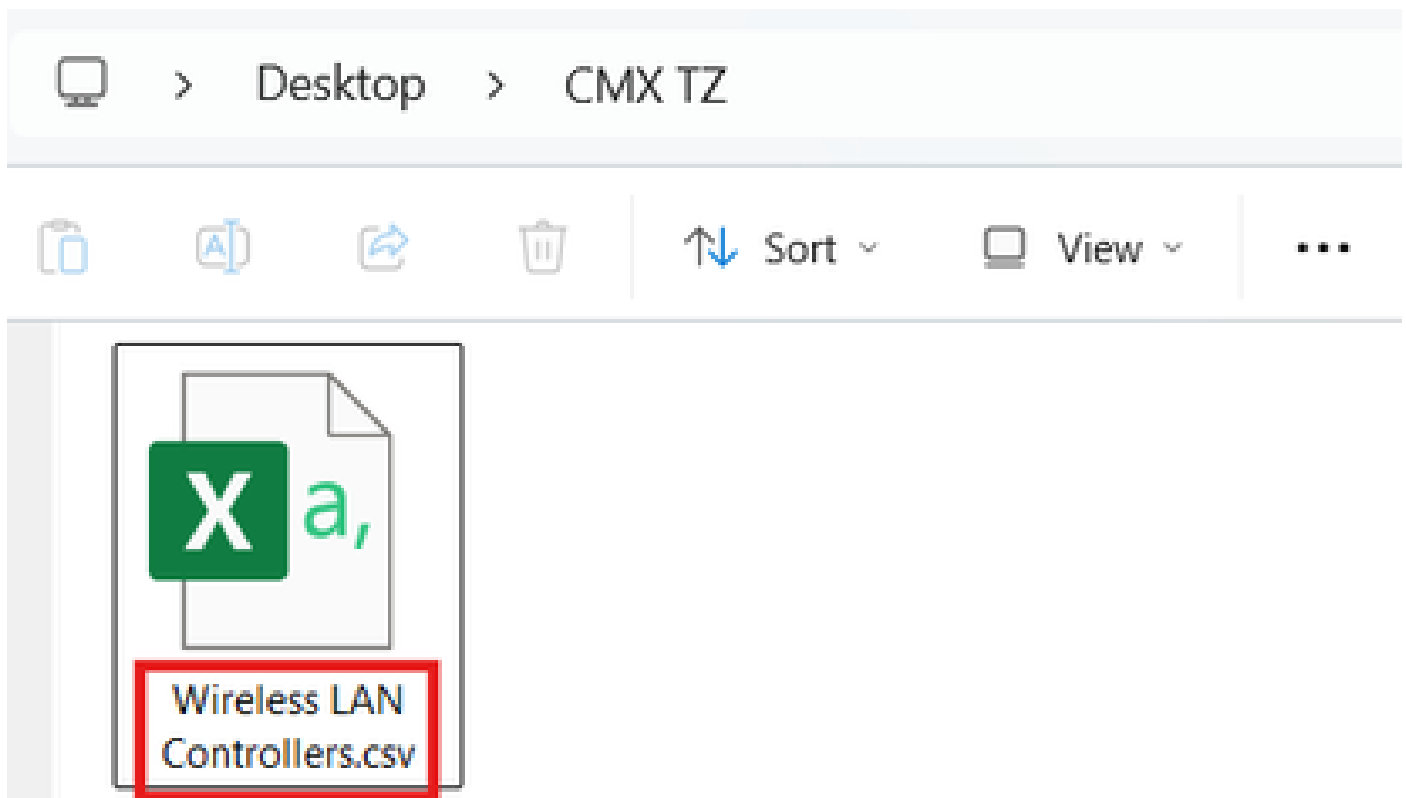 Desktop > CMX TZ
Sort View
X a,
Wireless LAN
Controllers.csv